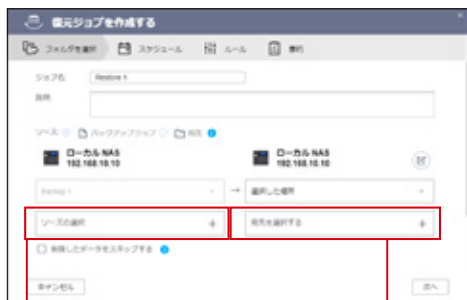 復元ジョブを作成する
フォルダを選択 スケジュール ルール 要約
ジョブ名 Restore 1
説明
ソース バックアップジョブ 宛先
ローカル NAS
192.168.10.10
ローカル NAS
192.168.10.10
Backup 1 → 選択した場所
ソースの選択 +
宛先を選択する +
破損したデータをスキップする
キャンセル 次へ